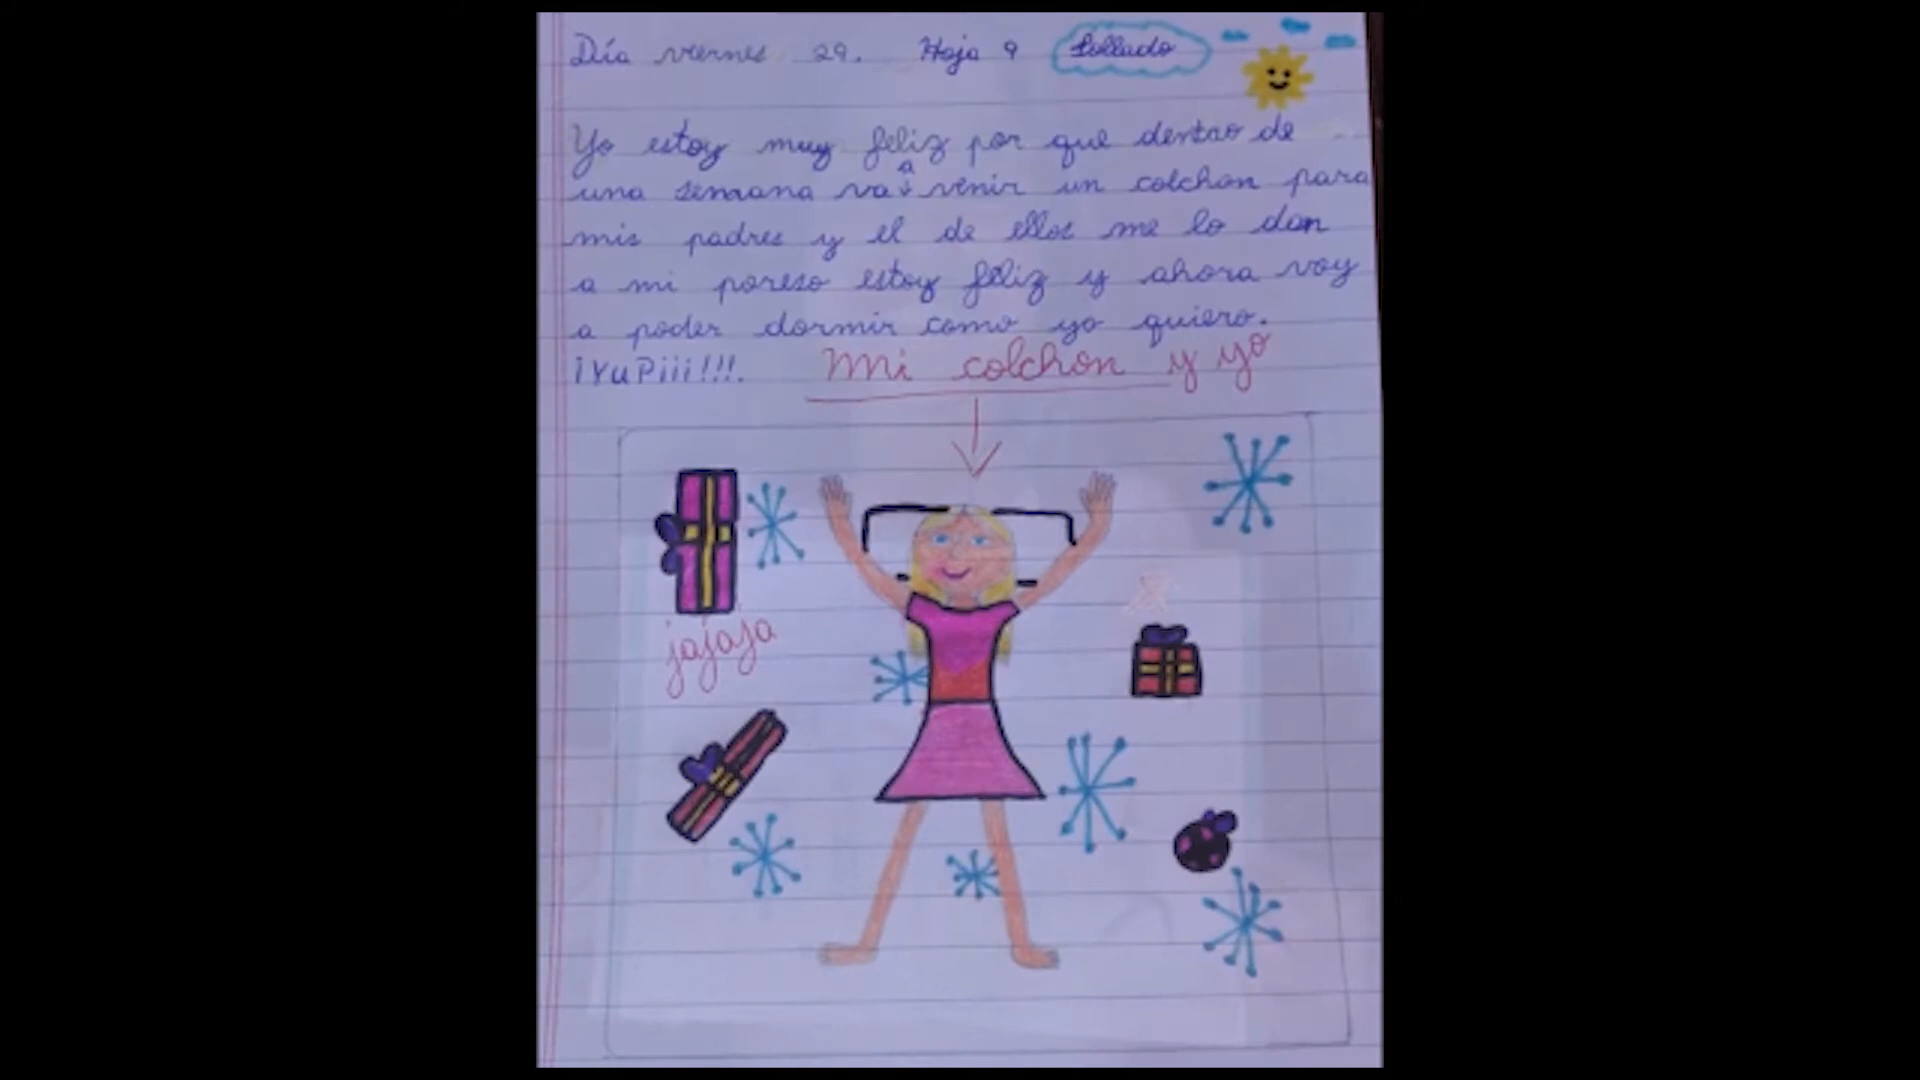 Día viernes 29. Hoja 9 Sollado
Yo estoy muy feliz por que dentro de
una semana va a venir un colchon para
mis padres y el de ellos me lo dan
a mi poreso estoy feliz y ahora voy
a poder dormir como yo quiero.
¡YuPiii!!!. Mi colchon y yo
jajaja